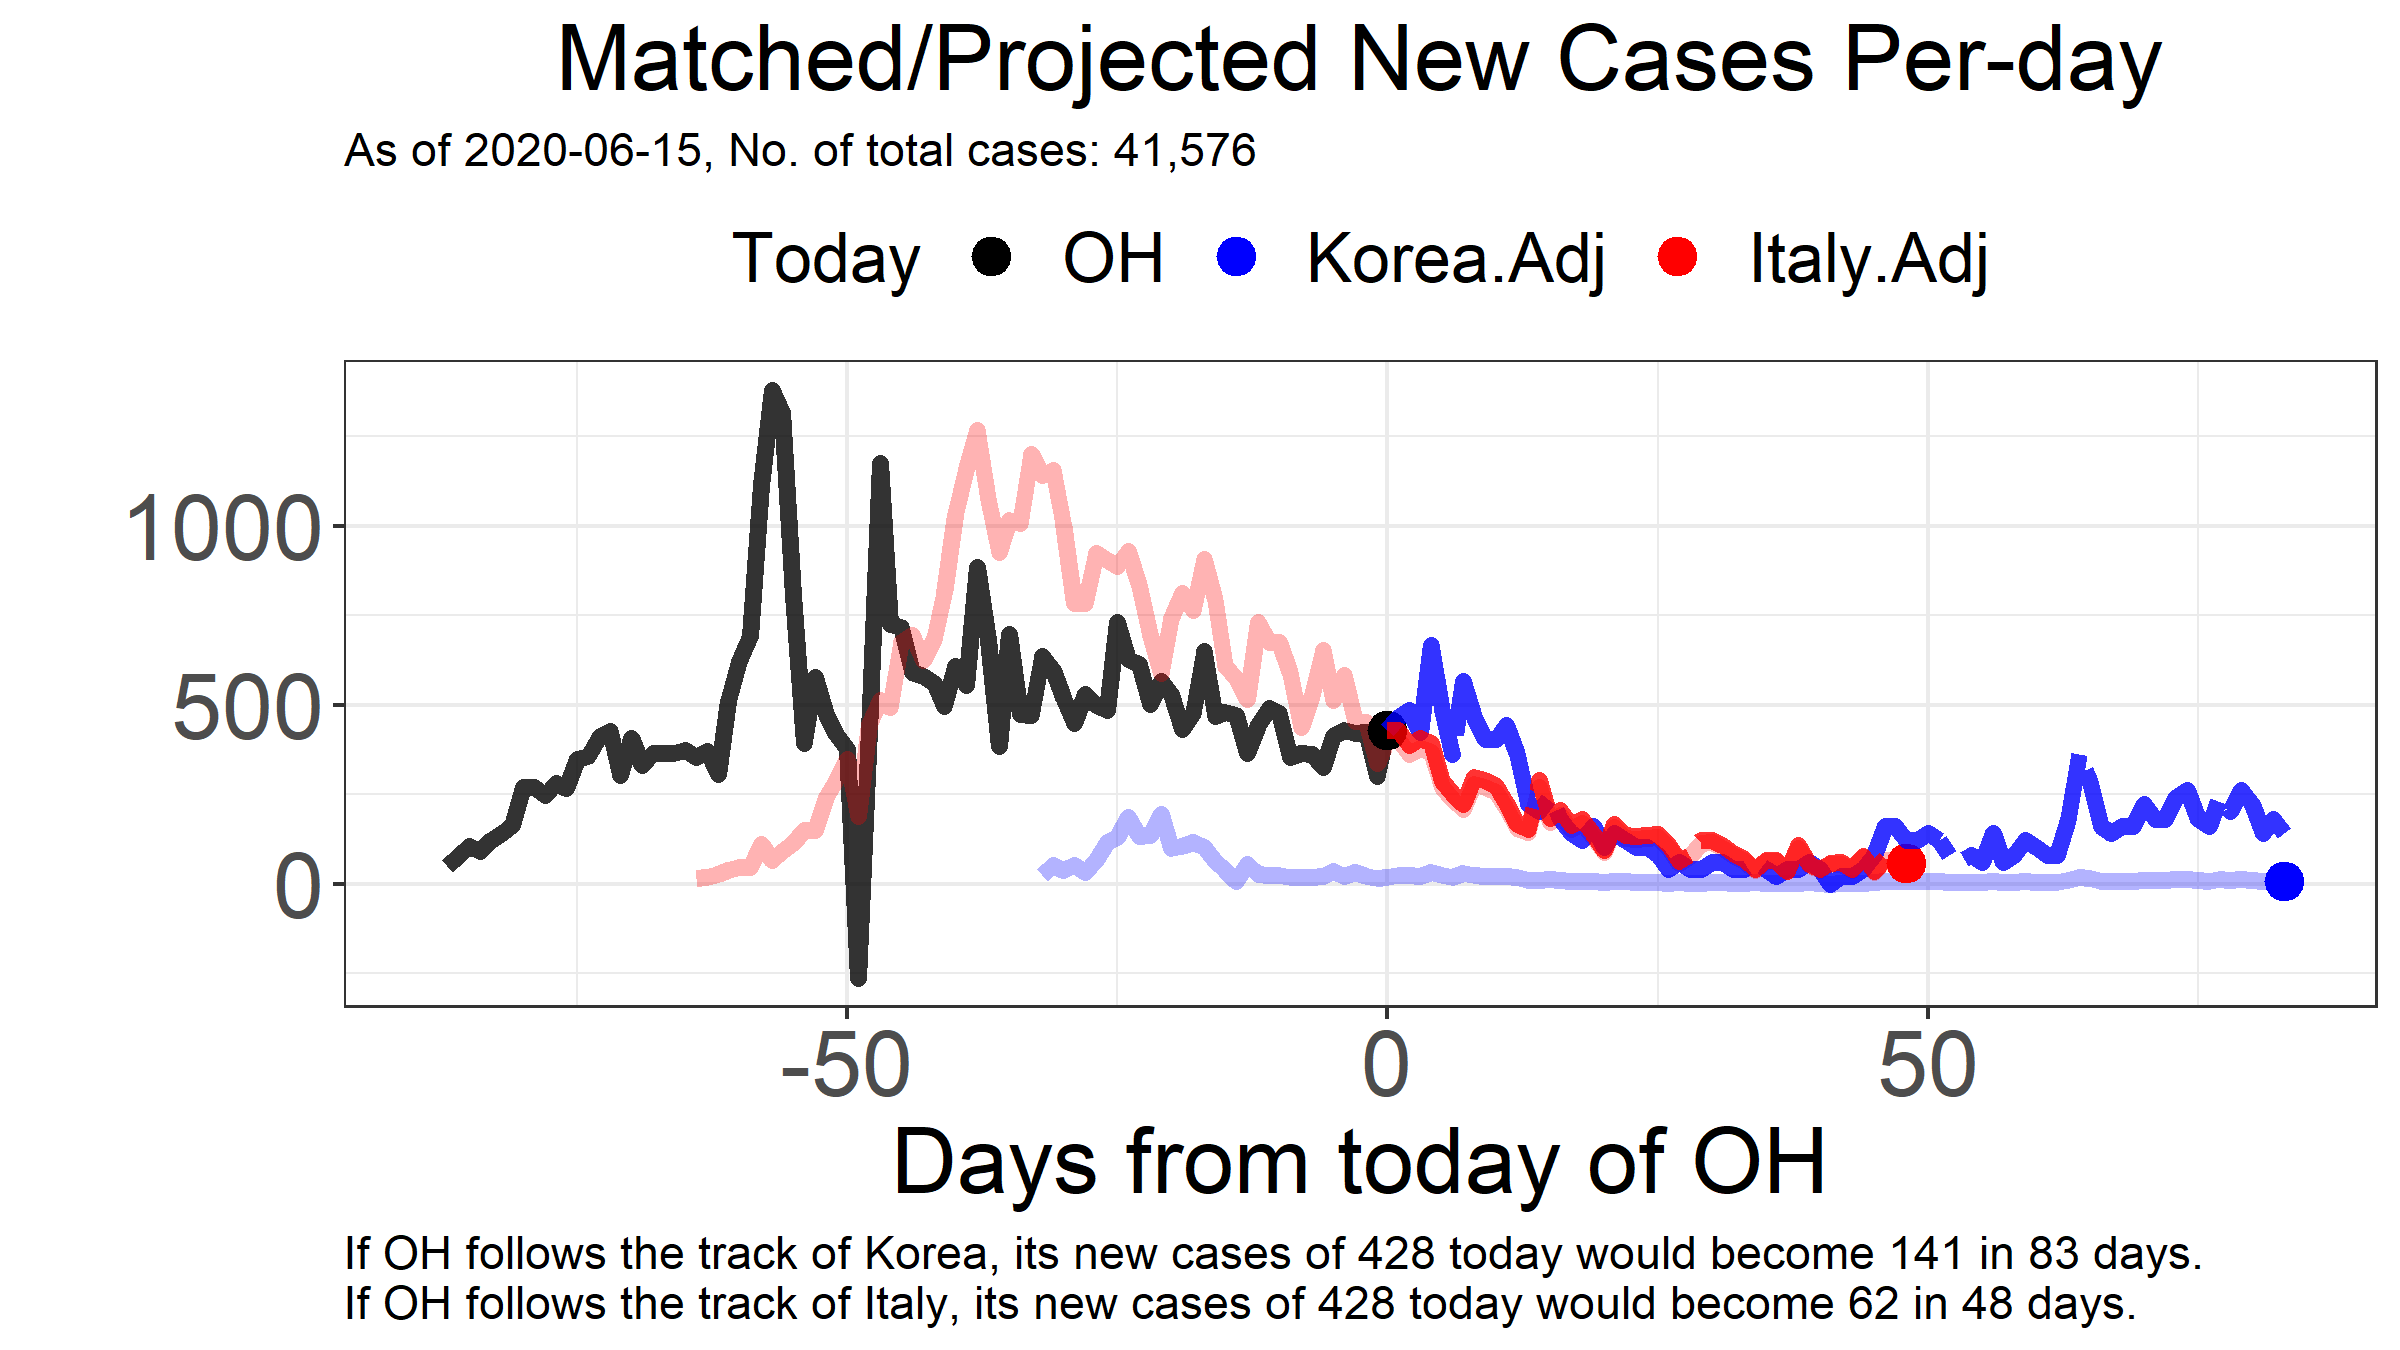 Matched/Projected New Cases Per-day
As of 2020-06-15, No. of total cases: 41,576
Today OH Korea.Adj Italy.Adj
1000
500
0
-50 0 50
Days from today of OH
If OH follows the track of Korea, its new cases of 428 today would become 141 in 83 days.
If OH follows the track of Italy, its new cases of 428 today would become 62 in 48 days.